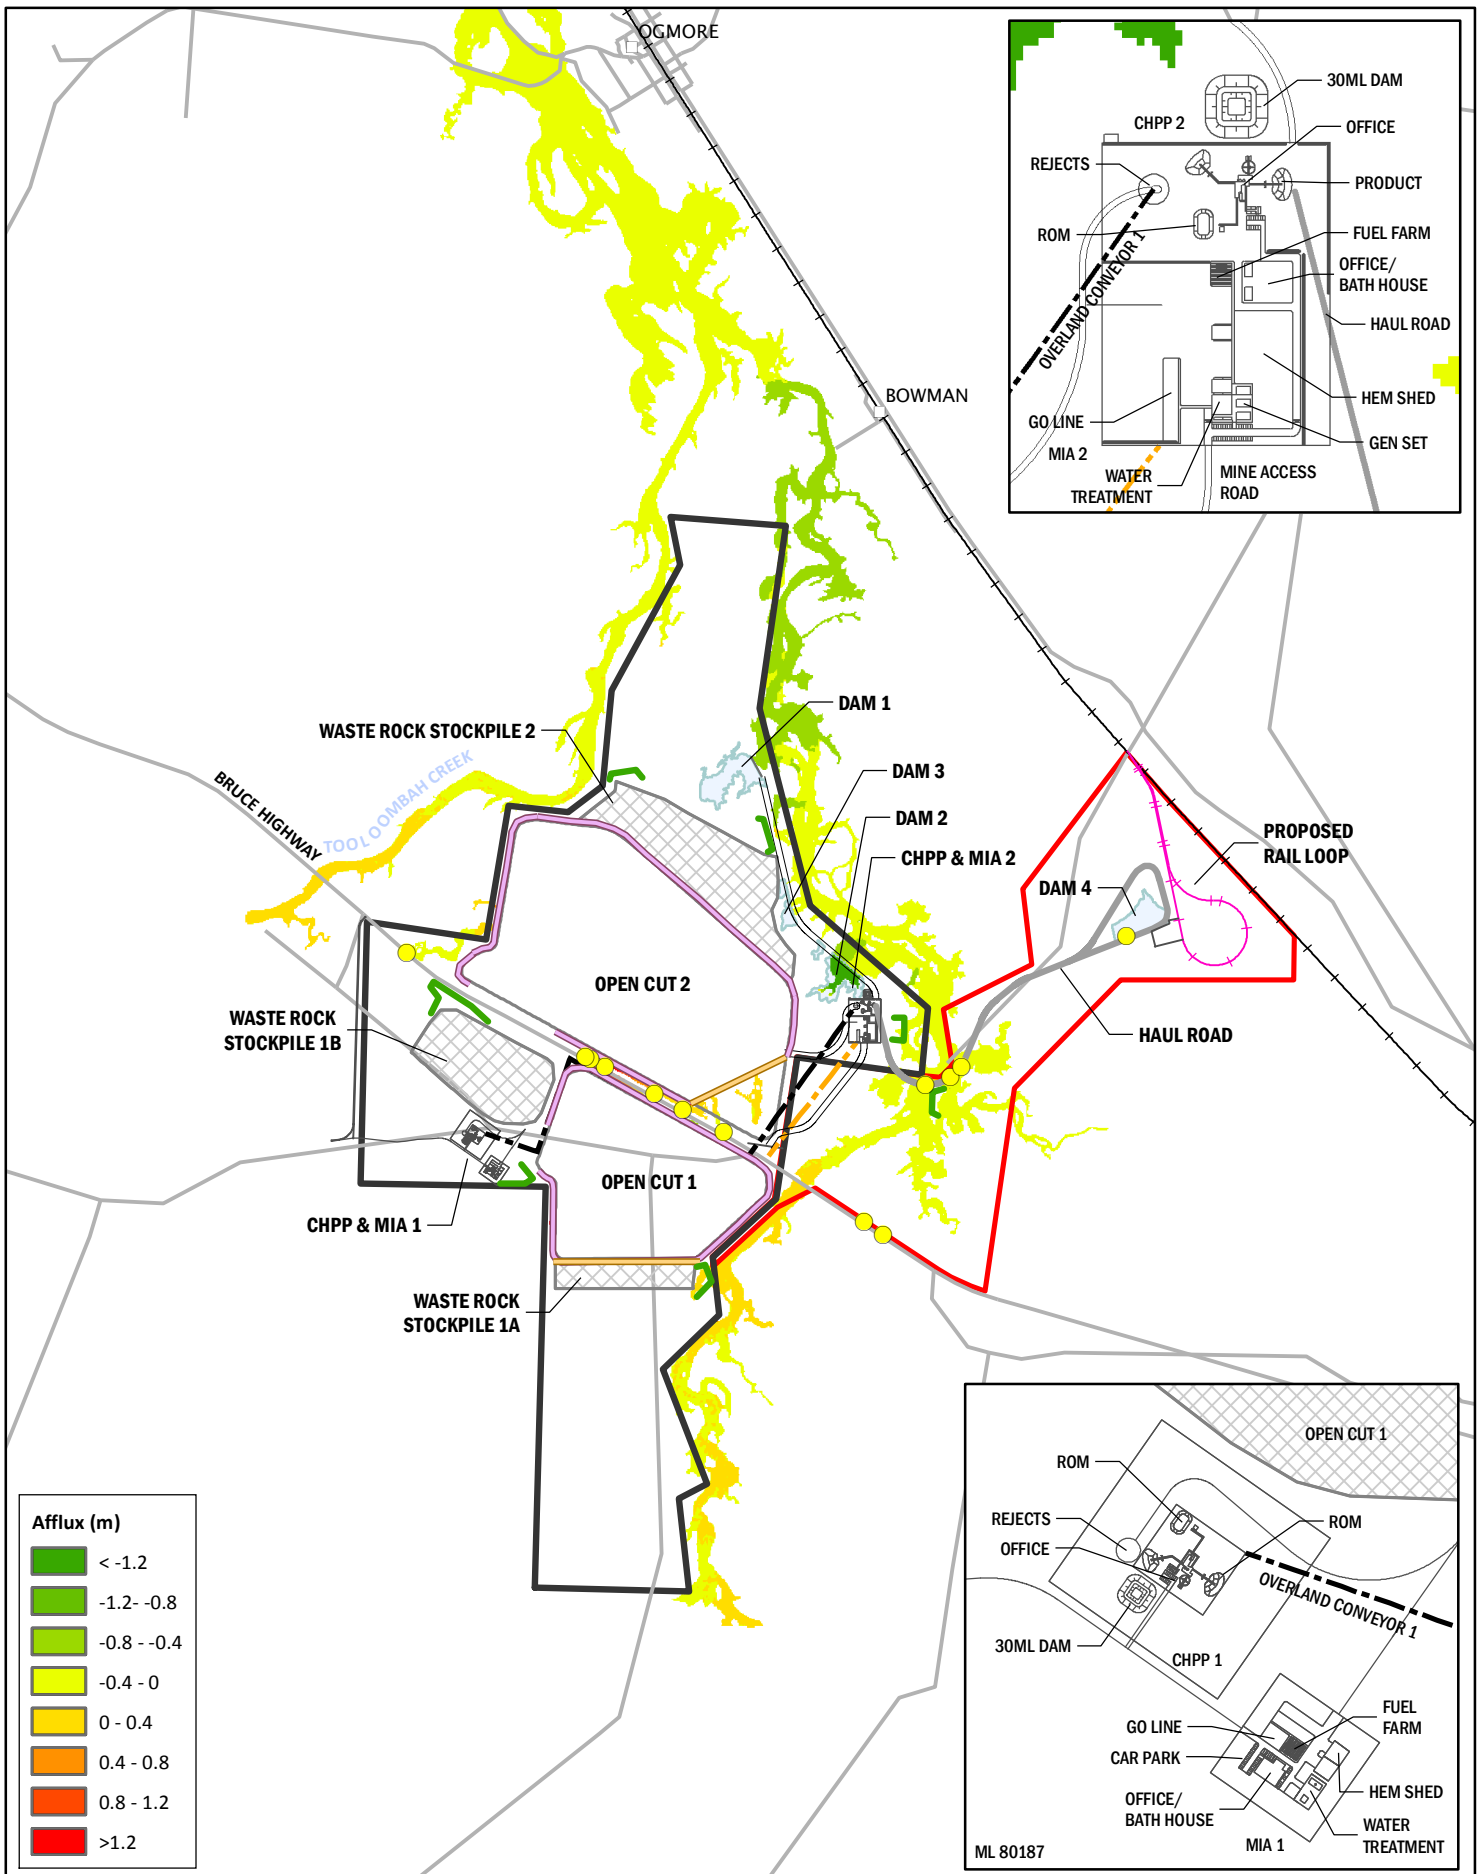 OGMORE
BOWMAN
30ML DAM
CHPP 2
OFFICE
REJECTS
PRODUCT
ROM
FUEL FARM
OFFICE/
BATH HOUSE
OVERLAND CONVEYOR 1
HAUL ROAD
HEM SHED
GO LINE
GEN SET
MIA 2
WATER
TREATMENT
MINE ACCESS
ROAD
DAM 1
WASTE ROCK STOCKPILE 2
TOOLOOMBAH CREEK
BRUCE HIGHWAY
DAM 3
DAM 2
CHPP & MIA 2
PROPOSED
RAIL LOOP
DAM 4
OPEN CUT 2
WASTE ROCK
STOCKPILE 1B
HAUL ROAD
OPEN CUT 1
CHPP & MIA 1
WASTE ROCK
STOCKPILE 1A
Afflux (m)
< -1.2
-1.2- -0.8
-0.8 - -0.4
-0.4 - 0
0 - 0.4
0.4 - 0.8
0.8 - 1.2
>1.2
OPEN CUT 1
ROM
REJECTS
ROM
OFFICE
OVERLAND CONVEYOR 1
30ML DAM
CHPP 1
FUEL
FARM
GO LINE
CAR PARK
HEM SHED
OFFICE/
BATH HOUSE
WATER
TREATMENT
MIA 1
ML 80187